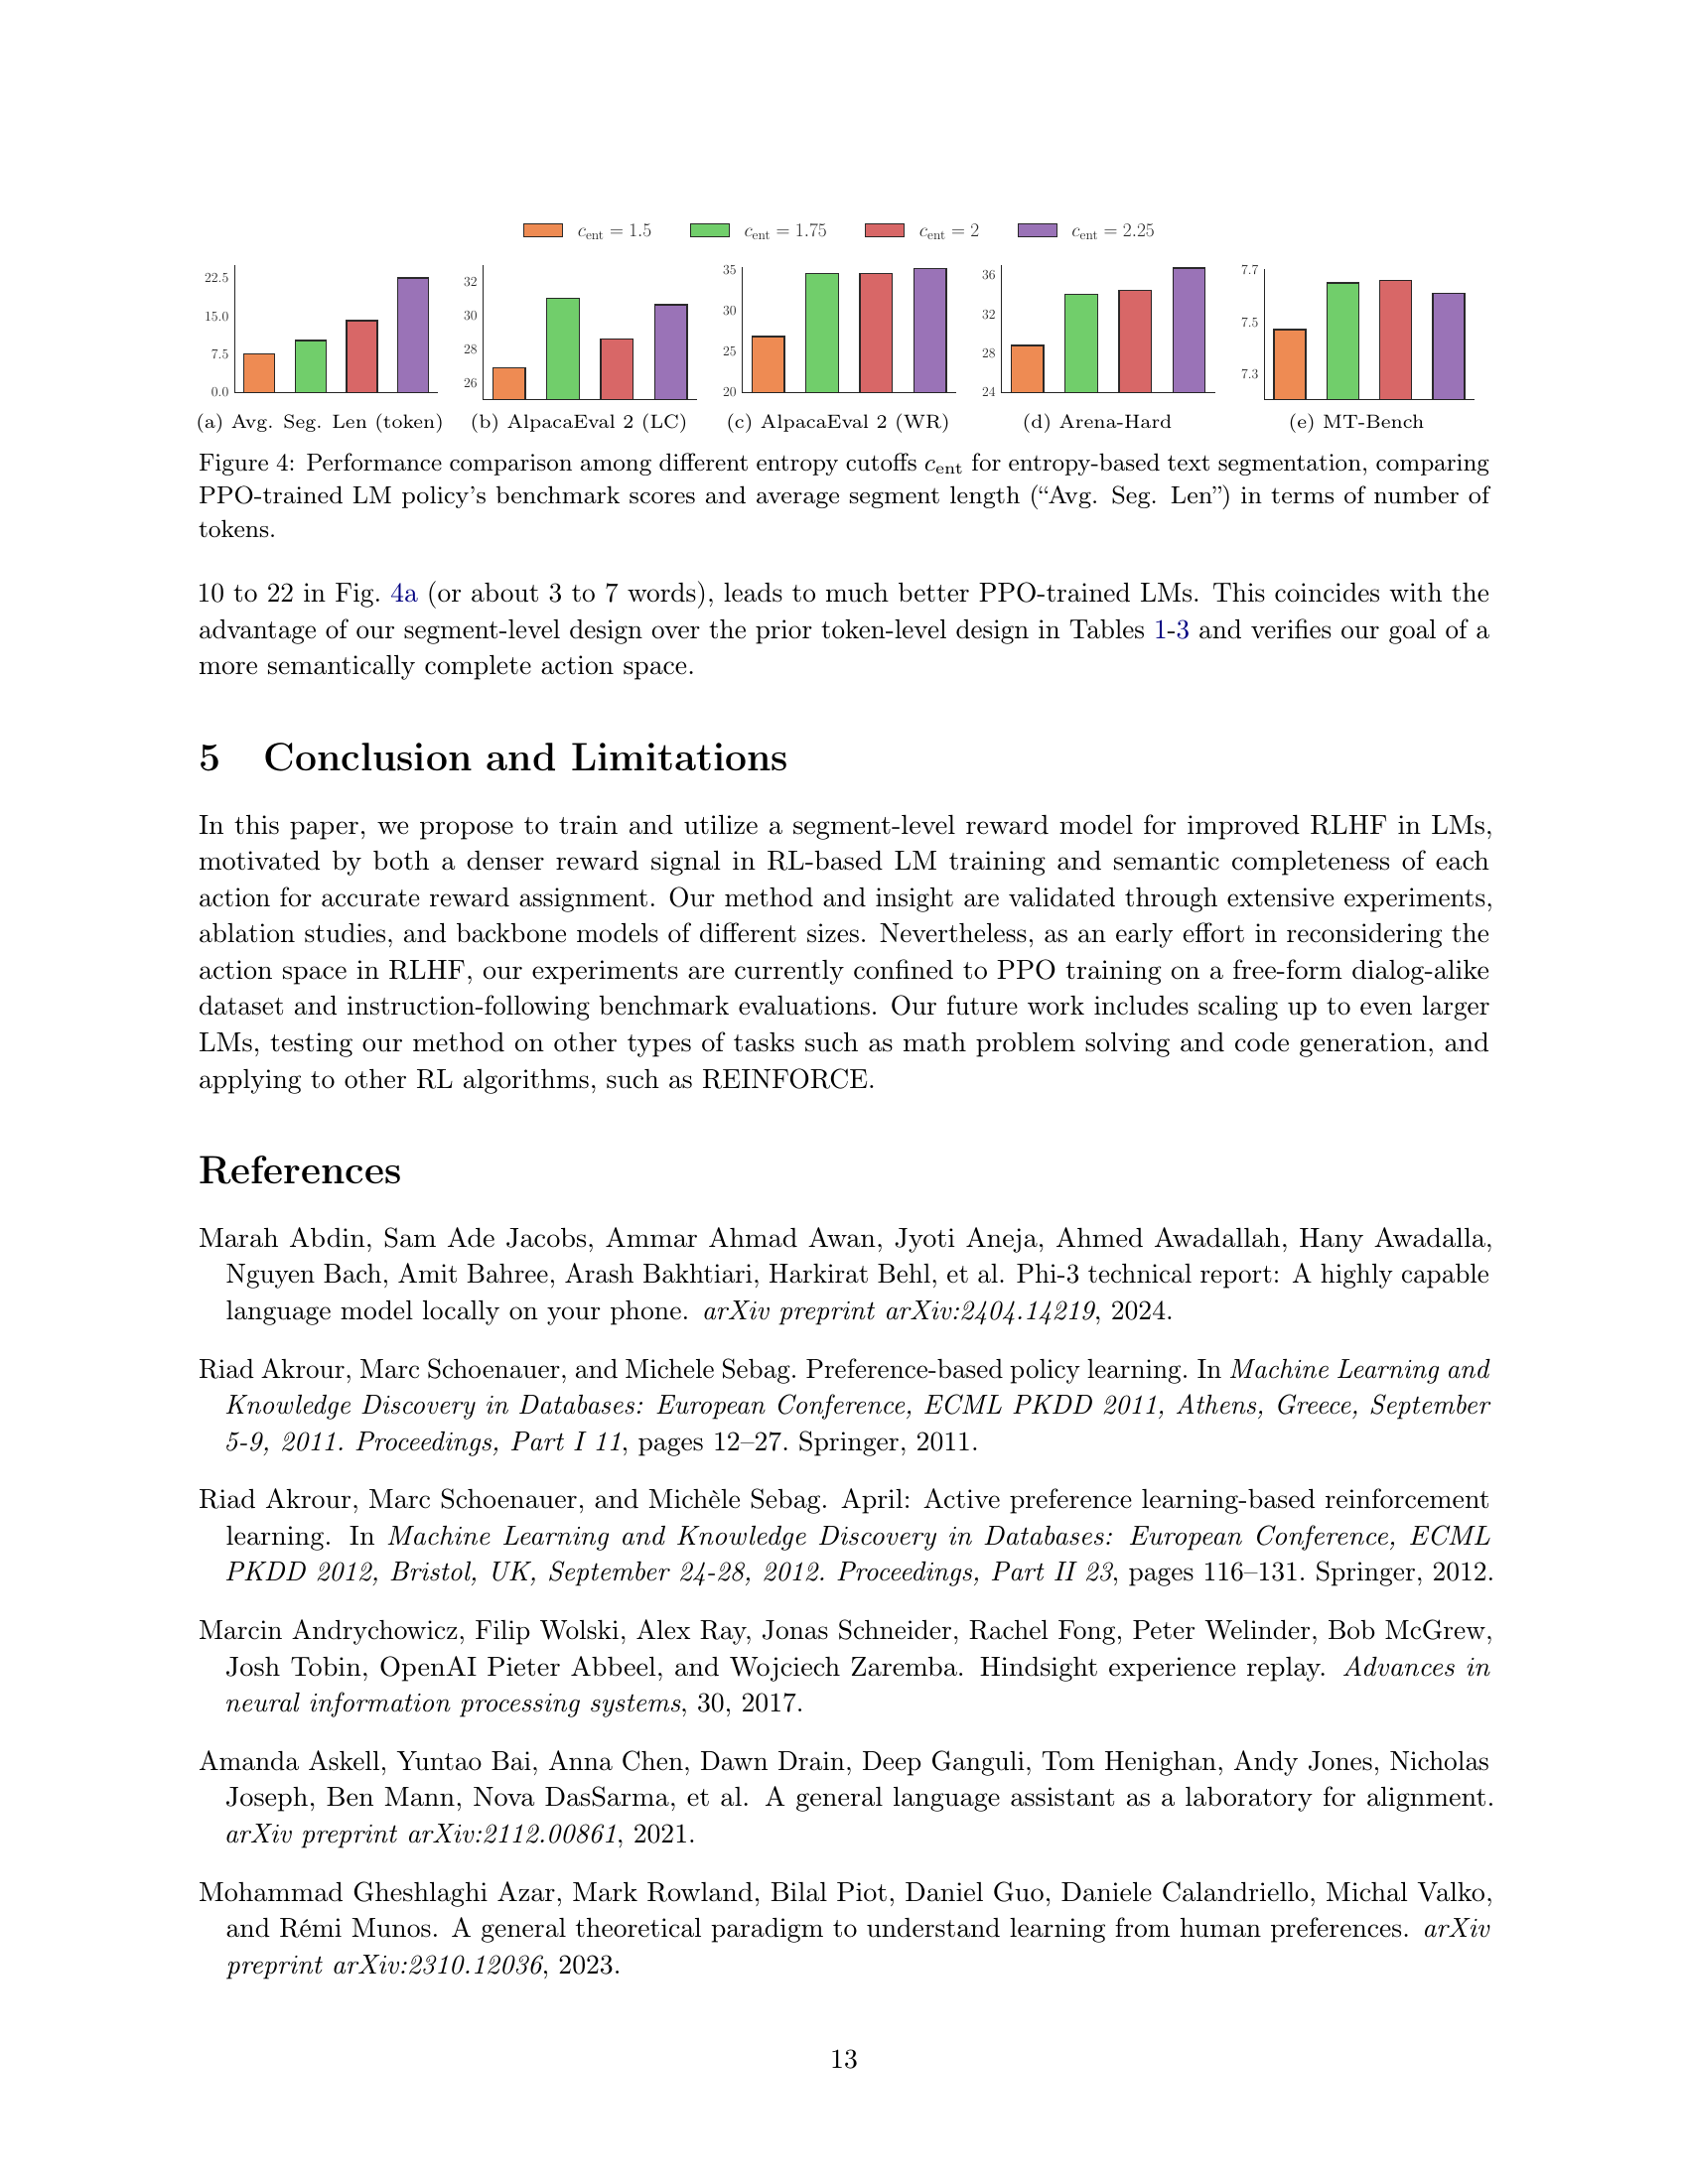 c_ent = 1.5 c_ent = 1.75 c_ent = 2 c_ent = 2.25
22.5
15.0
7.5
0.0
(a) Avg. Seg. Len (token)
32
30
28
26
(b) AlpacaEval 2 (LC)
35
30
25
20
(c) AlpacaEval 2 (WR)
36
32
28
24
(d) Arena-Hard
7.7
7.5
7.3
(e) MT-Bench
Figure 4: Performance comparison among different entropy cutoffs c_ent for entropy-based text segmentation, comparing
PPO-trained LM policy's benchmark scores and average segment length (“Avg. Seg. Len”) in terms of number of
tokens.
10 to 22 in Fig. 4a (or about 3 to 7 words), leads to much better PPO-trained LMs. This coincides with the
advantage of our segment-level design over the prior token-level design in Tables 1-3 and verifies our goal of a
more semantically complete action space.
5 Conclusion and Limitations
In this paper, we propose to train and utilize a segment-level reward model for improved RLHF in LMs,
motivated by both a denser reward signal in RL-based LM training and semantic completeness of each
action for accurate reward assignment. Our method and insight are validated through extensive experiments,
ablation studies, and backbone models of different sizes. Nevertheless, as an early effort in reconsidering the
action space in RLHF, our experiments are currently confined to PPO training on a free-form dialog-alike
dataset and instruction-following benchmark evaluations. Our future work includes scaling up to even larger
LMs, testing our method on other types of tasks such as math problem solving and code generation, and
applying to other RL algorithms, such as REINFORCE.
References
Marah Abdin, Sam Ade Jacobs, Ammar Ahmad Awan, Jyoti Aneja, Ahmed Awadallah, Hany Awadalla,
Nguyen Bach, Amit Bahree, Arash Bakhtiari, Harkirat Behl, et al. Phi-3 technical report: A highly capable
language model locally on your phone. arXiv preprint arXiv:2404.14219, 2024.
Riad Akrour, Marc Schoenauer, and Michele Sebag. Preference-based policy learning. In Machine Learning and
Knowledge Discovery in Databases: European Conference, ECML PKDD 2011, Athens, Greece, September
5-9, 2011. Proceedings, Part I 11, pages 12–27. Springer, 2011.
Riad Akrour, Marc Schoenauer, and Michèle Sebag. April: Active preference learning-based reinforcement
learning. In Machine Learning and Knowledge Discovery in Databases: European Conference, ECML
PKDD 2012, Bristol, UK, September 24-28, 2012. Proceedings, Part II 23, pages 116–131. Springer, 2012.
Marcin Andrychowicz, Filip Wolski, Alex Ray, Jonas Schneider, Rachel Fong, Peter Welinder, Bob McGrew,
Josh Tobin, OpenAI Pieter Abbeel, and Wojciech Zaremba. Hindsight experience replay. Advances in
neural information processing systems, 30, 2017.
Amanda Askell, Yuntao Bai, Anna Chen, Dawn Drain, Deep Ganguli, Tom Henighan, Andy Jones, Nicholas
Joseph, Ben Mann, Nova DasSarma, et al. A general language assistant as a laboratory for alignment.
arXiv preprint arXiv:2112.00861, 2021.
Mohammad Gheshlaghi Azar, Mark Rowland, Bilal Piot, Daniel Guo, Daniele Calandriello, Michal Valko,
and Rémi Munos. A general theoretical paradigm to understand learning from human preferences. arXiv
preprint arXiv:2310.12036, 2023.
13